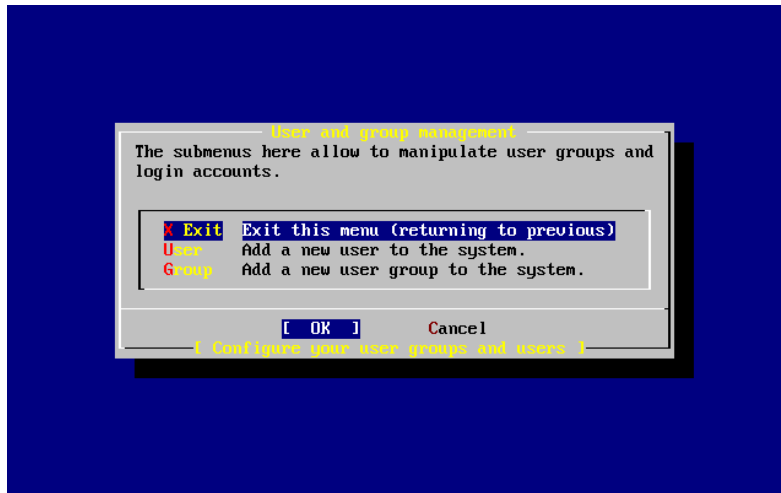 User and group management
The submenus here allow to manipulate user groups and
login accounts.
X Exit Exit this menu (returning to previous)
User Add a new user to the system.
Group Add a new user group to the system.
[ OK ] Cancel
[ Configure your user groups and users ]